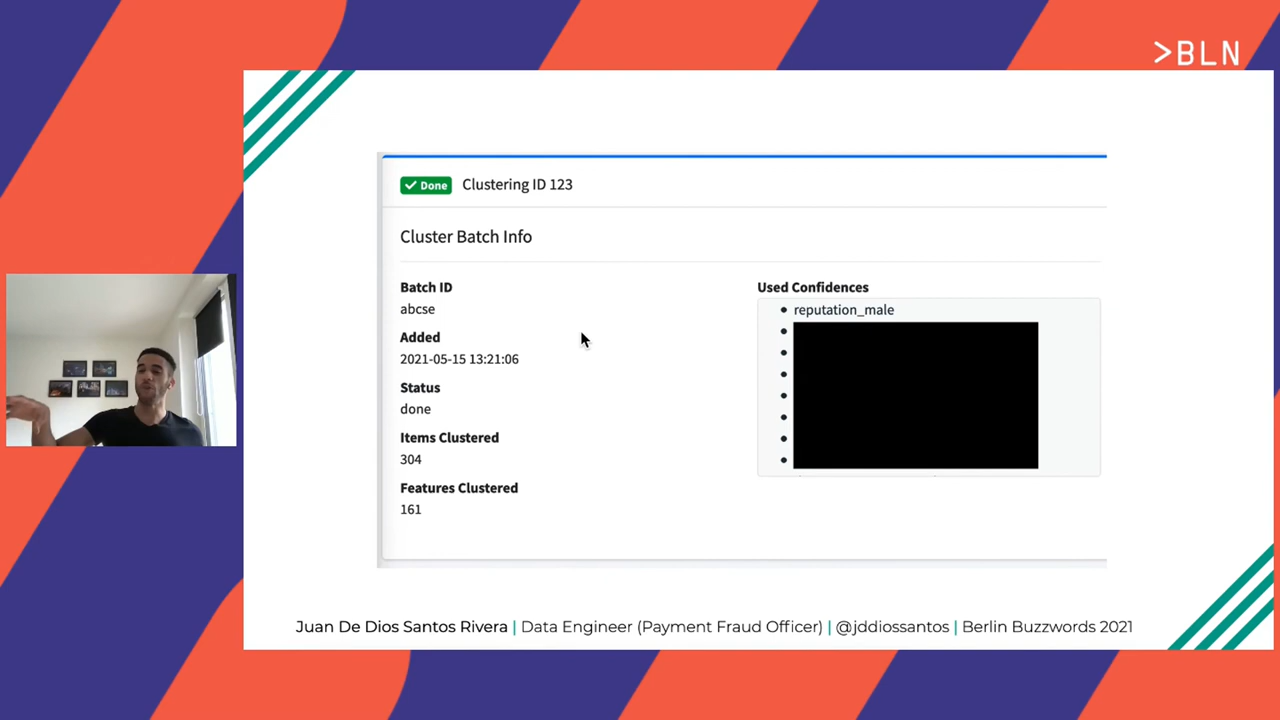 >BLN
Done Clustering ID 123
Cluster Batch Info
Batch ID
abcse
Added
2021-05-15 13:21:06
Status
done
Items Clustered
304
Features Clustered
161
Used Confidences
reputation_male
Juan De Dios Santos Rivera | Data Engineer (Payment Fraud Officer) | @jddiossantos | Berlin Buzzwords 2021